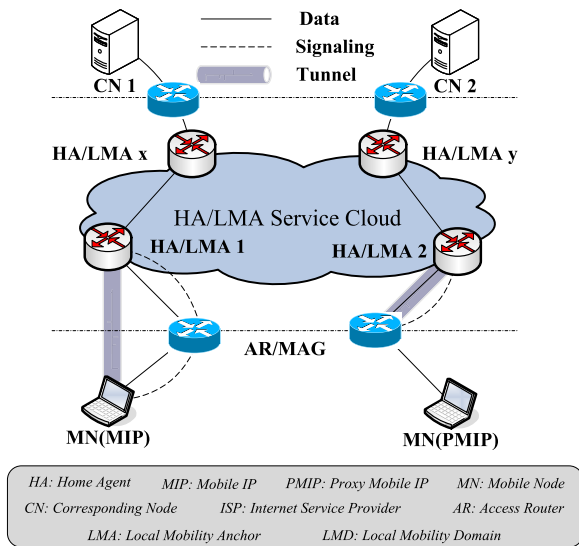 Data
Signaling
Tunnel
CN 1
CN 2
HA/LMA x
HA/LMA y
HA/LMA Service Cloud
HA/LMA 1
HA/LMA 2
AR/MAG
MN(MIP)
MN(PMIP)
HA: Home Agent MIP: Mobile IP PMIP: Proxy Mobile IP MN: Mobile Node
CN: Corresponding Node ISP: Internet Service Provider AR: Access Router
LMA: Local Mobility Anchor LMD: Local Mobility Domain